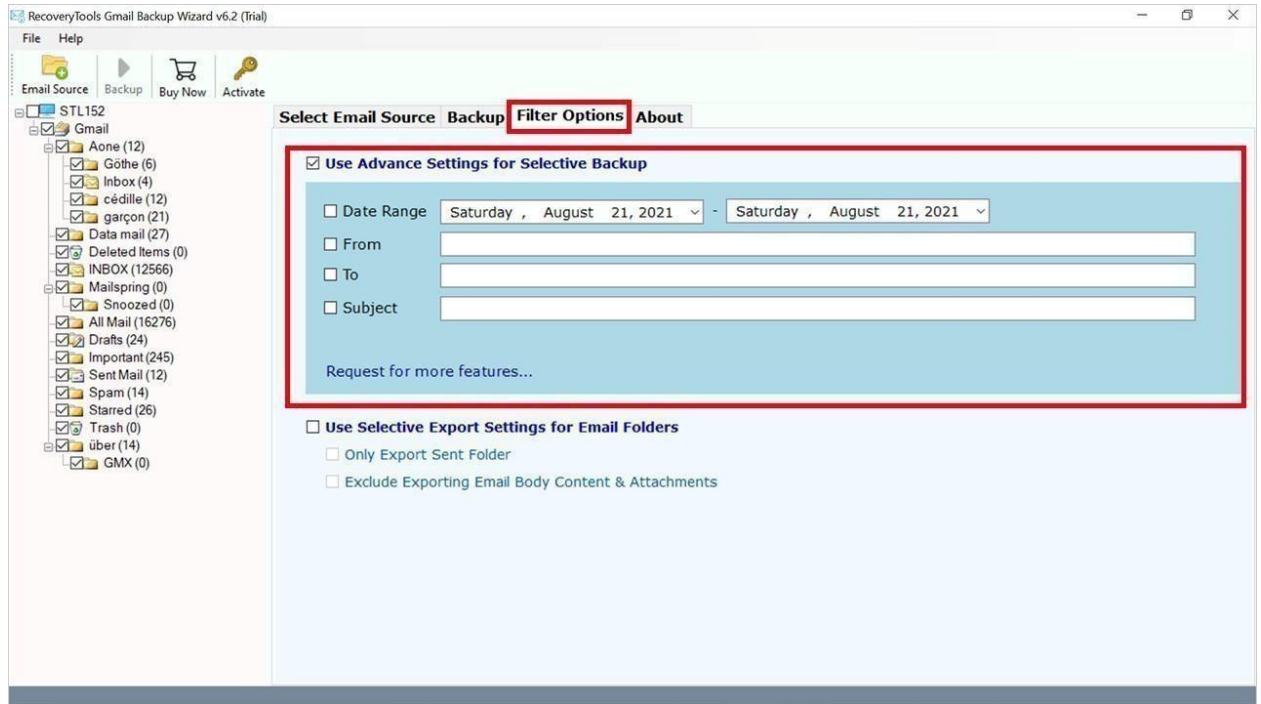 RecoveryTools Gmail Backup Wizard v6.2 (Trial)
File Help
Email Source Backup Buy Now Activate
STL152
Gmail
Aone (12)
Göthe (6)
Inbox (4)
cédille (12)
garçon (21)
Data mail (27)
Deleted Items (0)
INBOX (12566)
Mailspring (0)
Snoozed (0)
All Mail (16276)
Drafts (24)
Important (245)
Sent Mail (12)
Spam (14)
Starred (26)
Trash (0)
über (14)
GMX (0)
Select Email Source Backup Filter Options About
Use Advance Settings for Selective Backup
Date Range Saturday , August 21, 2021 - Saturday , August 21, 2021
From
To
Subject
Request for more features...
Use Selective Export Settings for Email Folders
Only Export Sent Folder
Exclude Exporting Email Body Content & Attachments